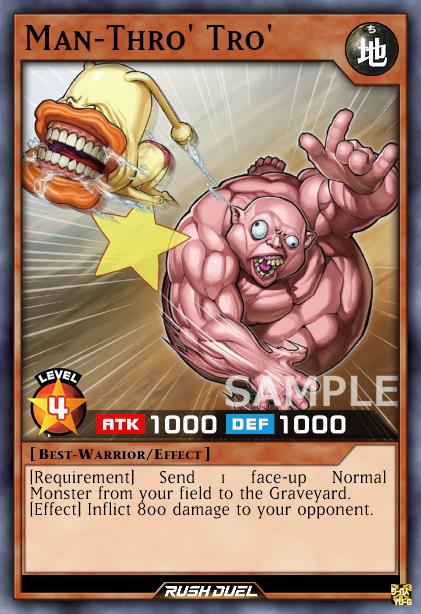 Man-Thro' Tro'
ち
地
SAMPLE
LEVEL
4
ATK 1000 DEF 1000
[Best-Warrior/Effect]
[Requirement] Send 1 face-up Normal
Monster from your field to the Graveyard.
[Effect] Inflict 800 damage to your opponent.
RUSH DUEL